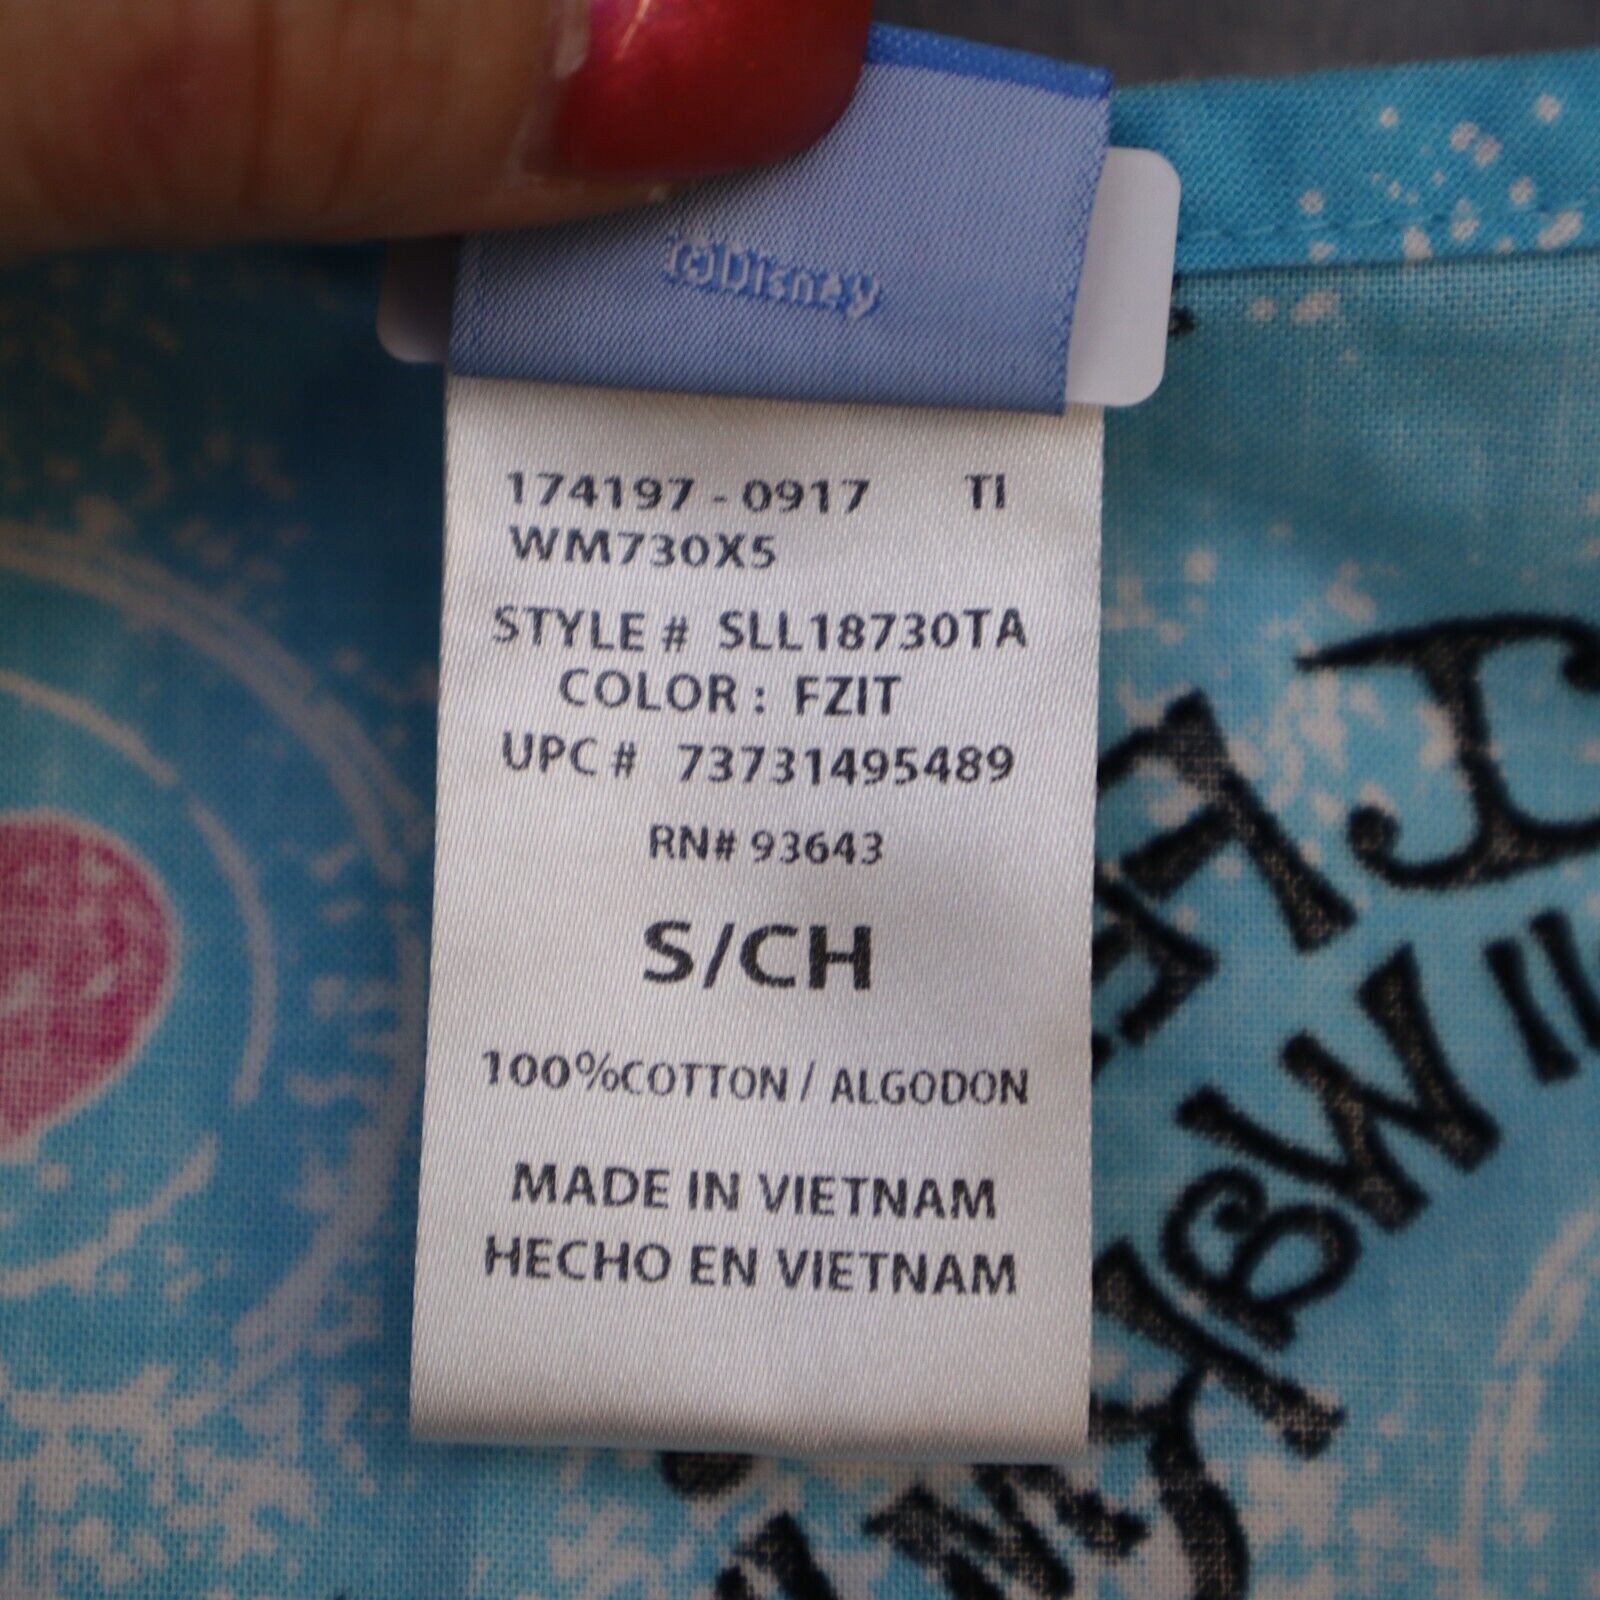 (c)Disney
174197 - 0917 TI
WM730X5
STYLE # SLL18730TA
COLOR : FZIT
UPC # 73731495489
RN# 93643
S/CH
100%COTTON / ALGODON
MADE IN VIETNAM
HECHO EN VIETNAM